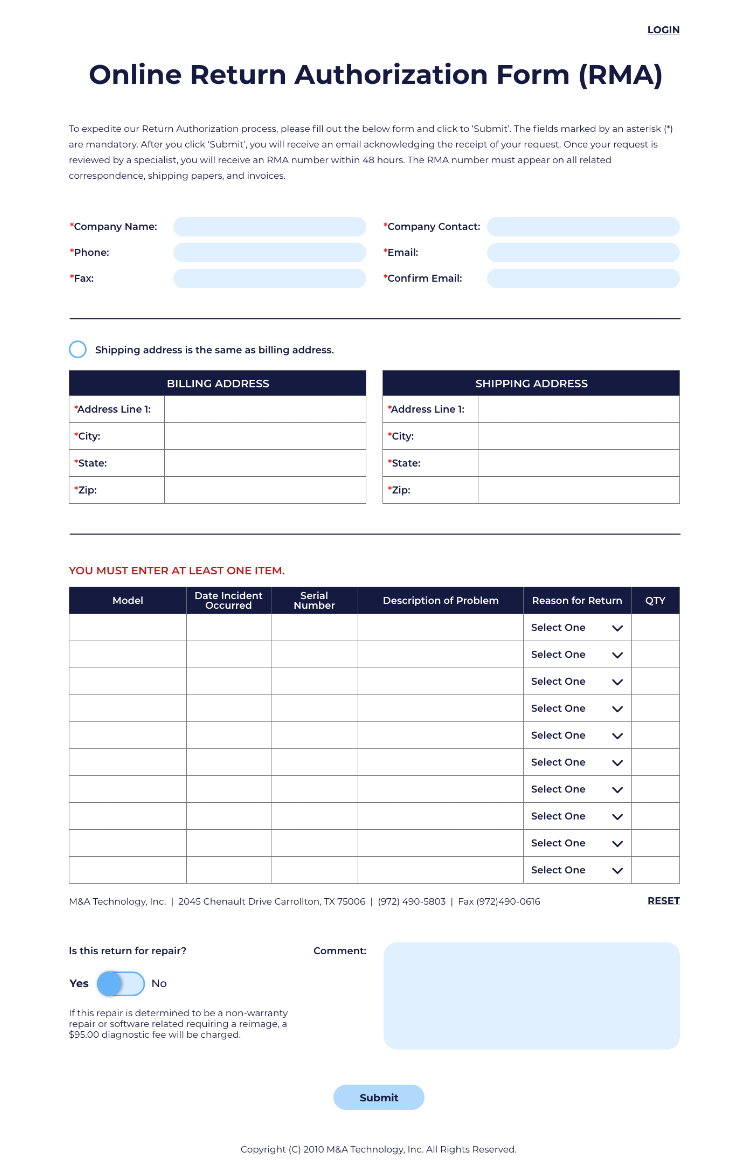 LOGIN
Online Return Authorization Form (RMA)
To expedite our Return Authorization process, please fill out the below form and click to ‘Submit’. The fields marked by an asterisk (*)
are mandatory. After you click ‘Submit’, you will receive an email acknowledging the receipt of your request. Once your request is
reviewed by a specialist, you will receive an RMA number within 48 hours. The RMA number must appear on all related
correspondence, shipping papers, and invoices.
*Company Name: *Company Contact:
*Phone: *Email:
*Fax: *Confirm Email:
Shipping address is the same as billing address.
BILLING ADDRESS SHIPPING ADDRESS
*Address Line 1: *Address Line 1:
*City: *City:
*State: *State:
*Zip: *Zip:
YOU MUST ENTER AT LEAST ONE ITEM.
Model Date Incident Occurred Serial Number Description of Problem Reason for Return QTY
Select One
Select One
Select One
Select One
Select One
Select One
Select One
Select One
Select One
Select One
M&A Technology, Inc. | 2045 Chenault Drive Carrollton, TX 75006 | (972) 490-5803 | Fax (972)490-0616 RESET
Is this return for repair? Comment:
Yes No
If this repair is determined to be a non-warranty
repair or software related requiring a reimage, a
$95.00 diagnostic fee will be charged.
Submit
Copyright (C) 2010 M&A Technology, Inc. All Rights Reserved.